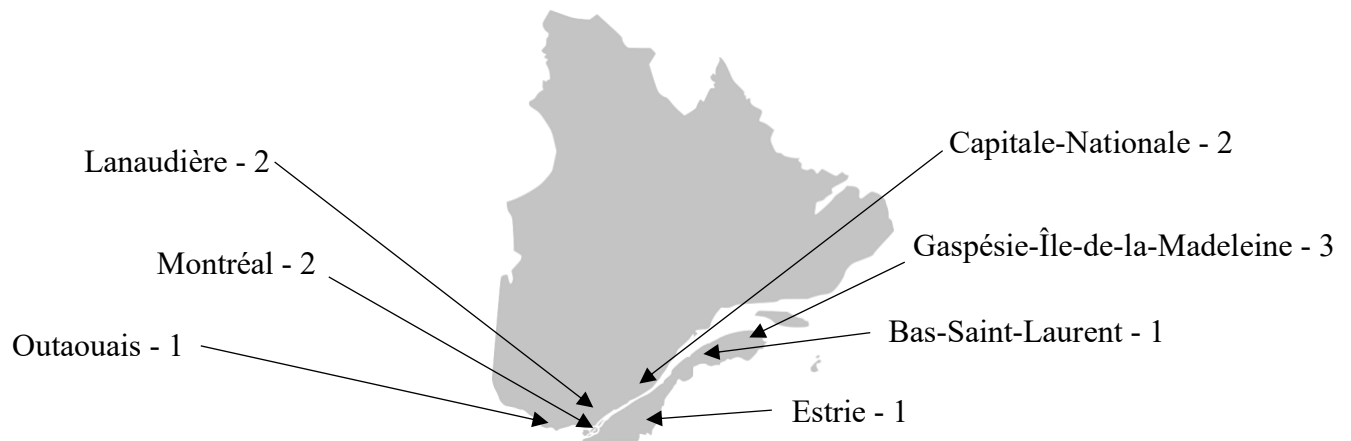 Capitale-Nationale - 2
Lanaudière - 2
Gaspésie-Île-de-la-Madeleine - 3
Montréal - 2
Bas-Saint-Laurent - 1
Outaouais - 1
Estrie - 1